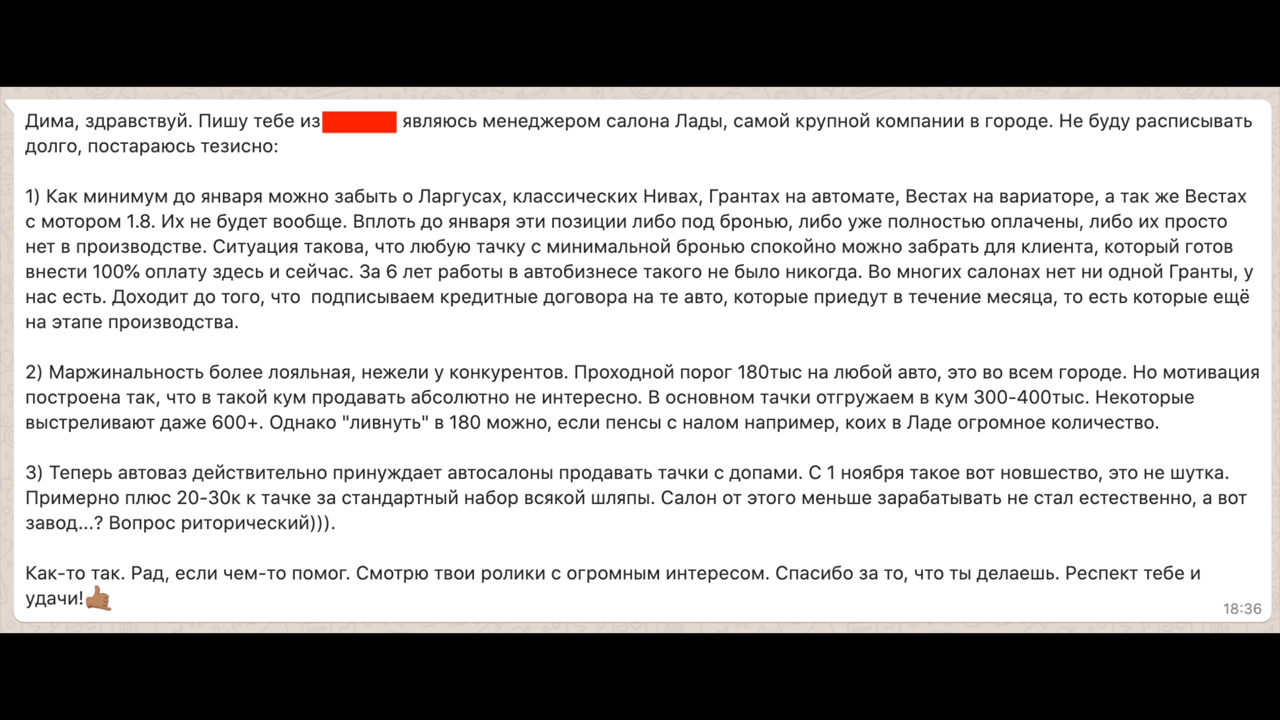 Дима, здравствуй. Пишу тебе из являюсь менеджером салона Лады, самой крупной компании в городе. Не буду расписывать
долго, постараюсь тезисно:
1) Как минимум до января можно забыть о Ларгусах, классических Нивах, Грантах на автомате, Вестах на вариаторе, а так же Вестах
с мотором 1.8. Их не будет вообще. Вплоть до января эти позиции либо под бронью, либо уже полностью оплачены, либо их просто
нет в производстве. Ситуация такова, что любую тачку с минимальной бронью спокойно можно забрать для клиента, который готов
внести 100% оплату здесь и сейчас. За 6 лет работы в автобизнесе такого не было никогда. Во многих салонах нет ни одной Гранты, у
нас есть. Доходит до того, что  подписываем кредитные договора на те авто, которые приедут в течение месяца, то есть которые ещё
на этапе производства.
2) Маржинальность более лояльная, нежели у конкурентов. Проходной порог 180тыс на любой авто, это во всем городе. Но мотивация
построена так, что в такой кум продавать абсолютно не интересно. В основном тачки отгружаем в кум 300-400тыс. Некоторые
выстреливают даже 600+. Однако "ливнуть" в 180 можно, если пенсы с налом например, коих в Ладе огромное количество.
3) Теперь автоваз действительно принуждает автосалоны продавать тачки с допами. С 1 ноября такое вот новшество, это не шутка.
Примерно плюс 20-30к к тачке за стандартный набор всякой шляпы. Салон от этого меньше зарабатывать не стал естественно, а вот
завод...? Вопрос риторический))).
Как-то так. Рад, если чем-то помог. Смотрю твои ролики с огромным интересом. Спасибо за то, что ты делаешь. Респект тебе и
удачи!🤙🏽
18:36